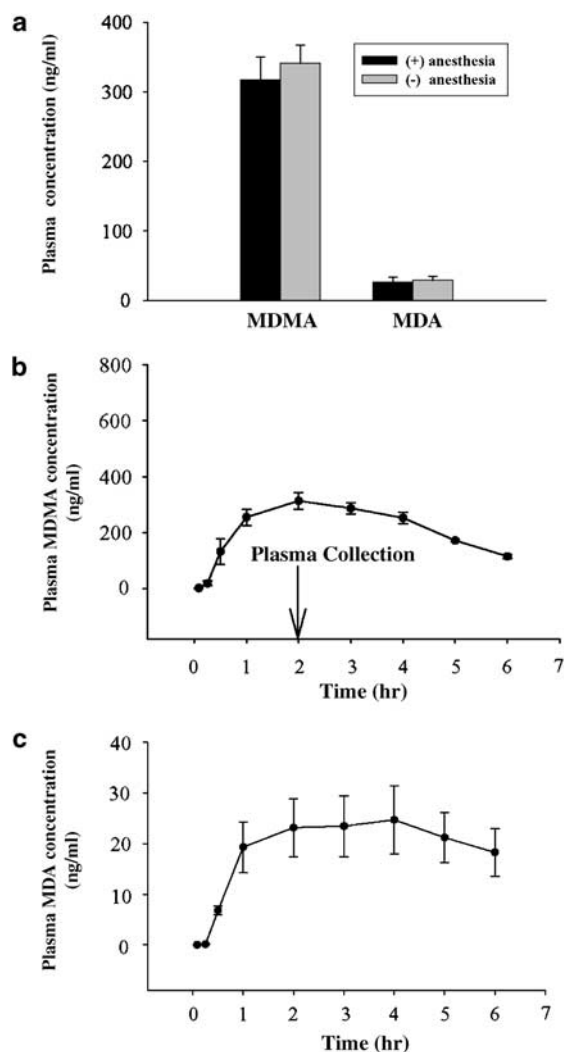 a
Plasma concentration (ng/ml)
400
300
200
100
0
(+) anesthesia
(-) anesthesia
MDMA
MDA
b
Plasma MDMA concentration
(ng/ml)
800
600
400
200
0
Plasma Collection
0 1 2 3 4 5 6 7
Time (hr)
c
Plasma MDA concentration
(ng/ml)
40
30
20
10
0
0 1 2 3 4 5 6 7
Time (hr)